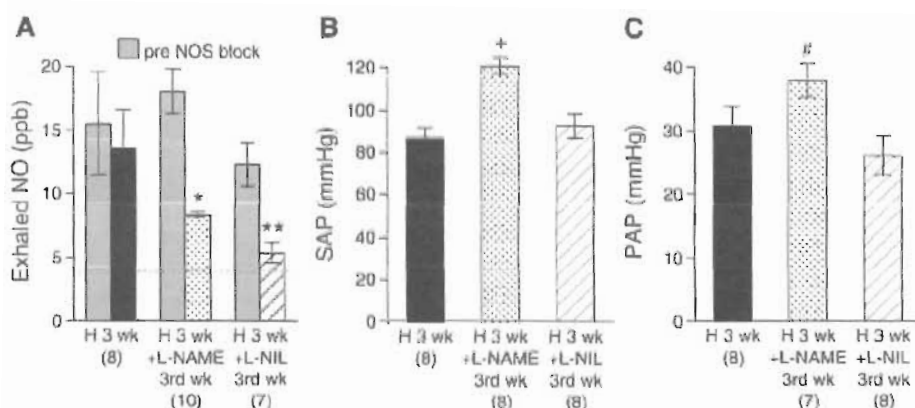 A
pre NOS block
Exhaled NO (ppb)
20
15
10
5
0
*
**
H 3 wk
(8)
H 3 wk
+L-NAME
3rd wk
(10)
H 3 wk
+L-NIL
3rd wk
(7)
B
SAP (mmHg)
120
100
80
60
40
20
0
+
H 3 wk
(8)
H 3 wk
+L-NAME
3rd wk
(8)
H 3 wk
+L-NIL
3rd wk
(8)
C
PAP (mmHg)
40
30
20
10
0
#
H 3 wk
(8)
H 3 wk
+L-NAME
3rd wk
(7)
H 3 wk
+L-NIL
3rd wk
(8)